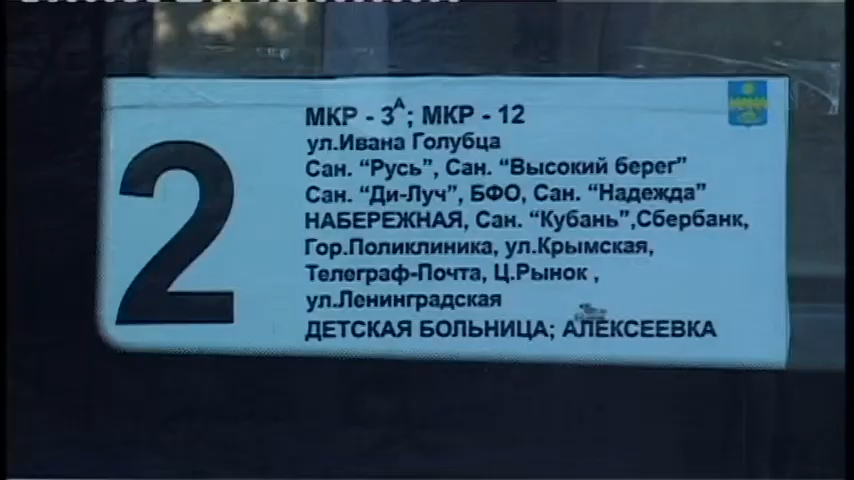 2
МКР - 3А; МКР - 12
ул.Ивана Голубца
Сан. “Русь”, Сан. “Высокий берег”
Сан. “Ди-Луч”, БФО, Сан. “Надежда”
НАБЕРЕЖНАЯ, Сан. “Кубань”,Сбербанк,
Гор.Поликлиника, ул.Крымская,
Телеграф-Почта, Ц.Рынок ,
ул.Ленинградская
ДЕТСКАЯ БОЛЬНИЦА; АЛЕКСЕЕВКА